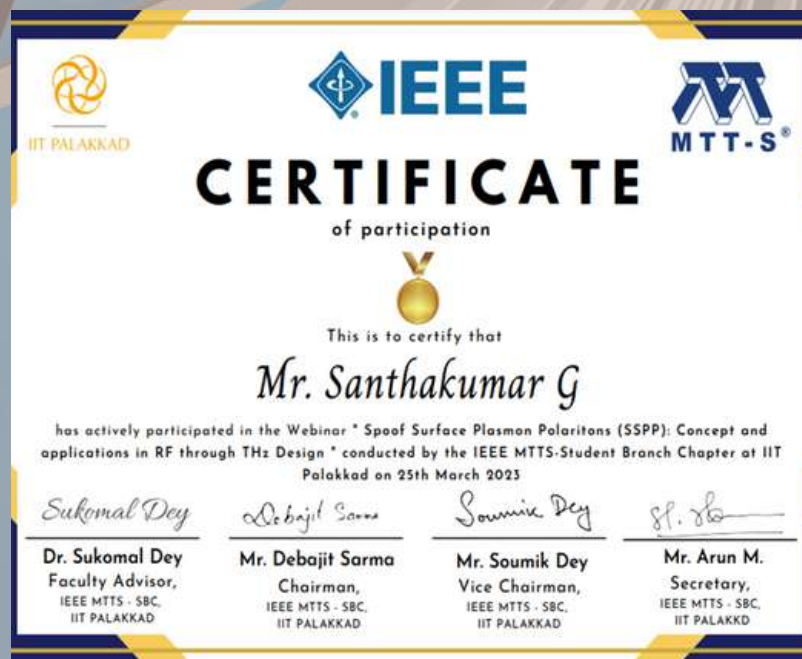 IIT PALAKKAD
IEEE
MTT-S®
CERTIFICATE
of participation
This is to certify that
Mr. Santhakumar G
has actively participated in the Webinar " Spoof Surface Plasmon Polaritons (SSPP): Concept and
applications in RF through THz Design " conducted by the IEEE MTTS-Student Branch Chapter at IIT
Palakkad on 25th March 2023
Sukomal Dey
Debajit Sarma
Soumik Dey
Dr. Sukomal Dey
Faculty Advisor,
IEEE MTTS - SBC,
IIT PALAKKAD
Mr. Debajit Sarma
Chairman,
IEEE MTTS - SBC,
IIT PALAKKAD
Mr. Soumik Dey
Vice Chairman,
IEEE MTTS - SBC,
IIT PALAKKAD
Mr. Arun M.
Secretary,
IEEE MTTS - SBC,
IIT PALAKKAD